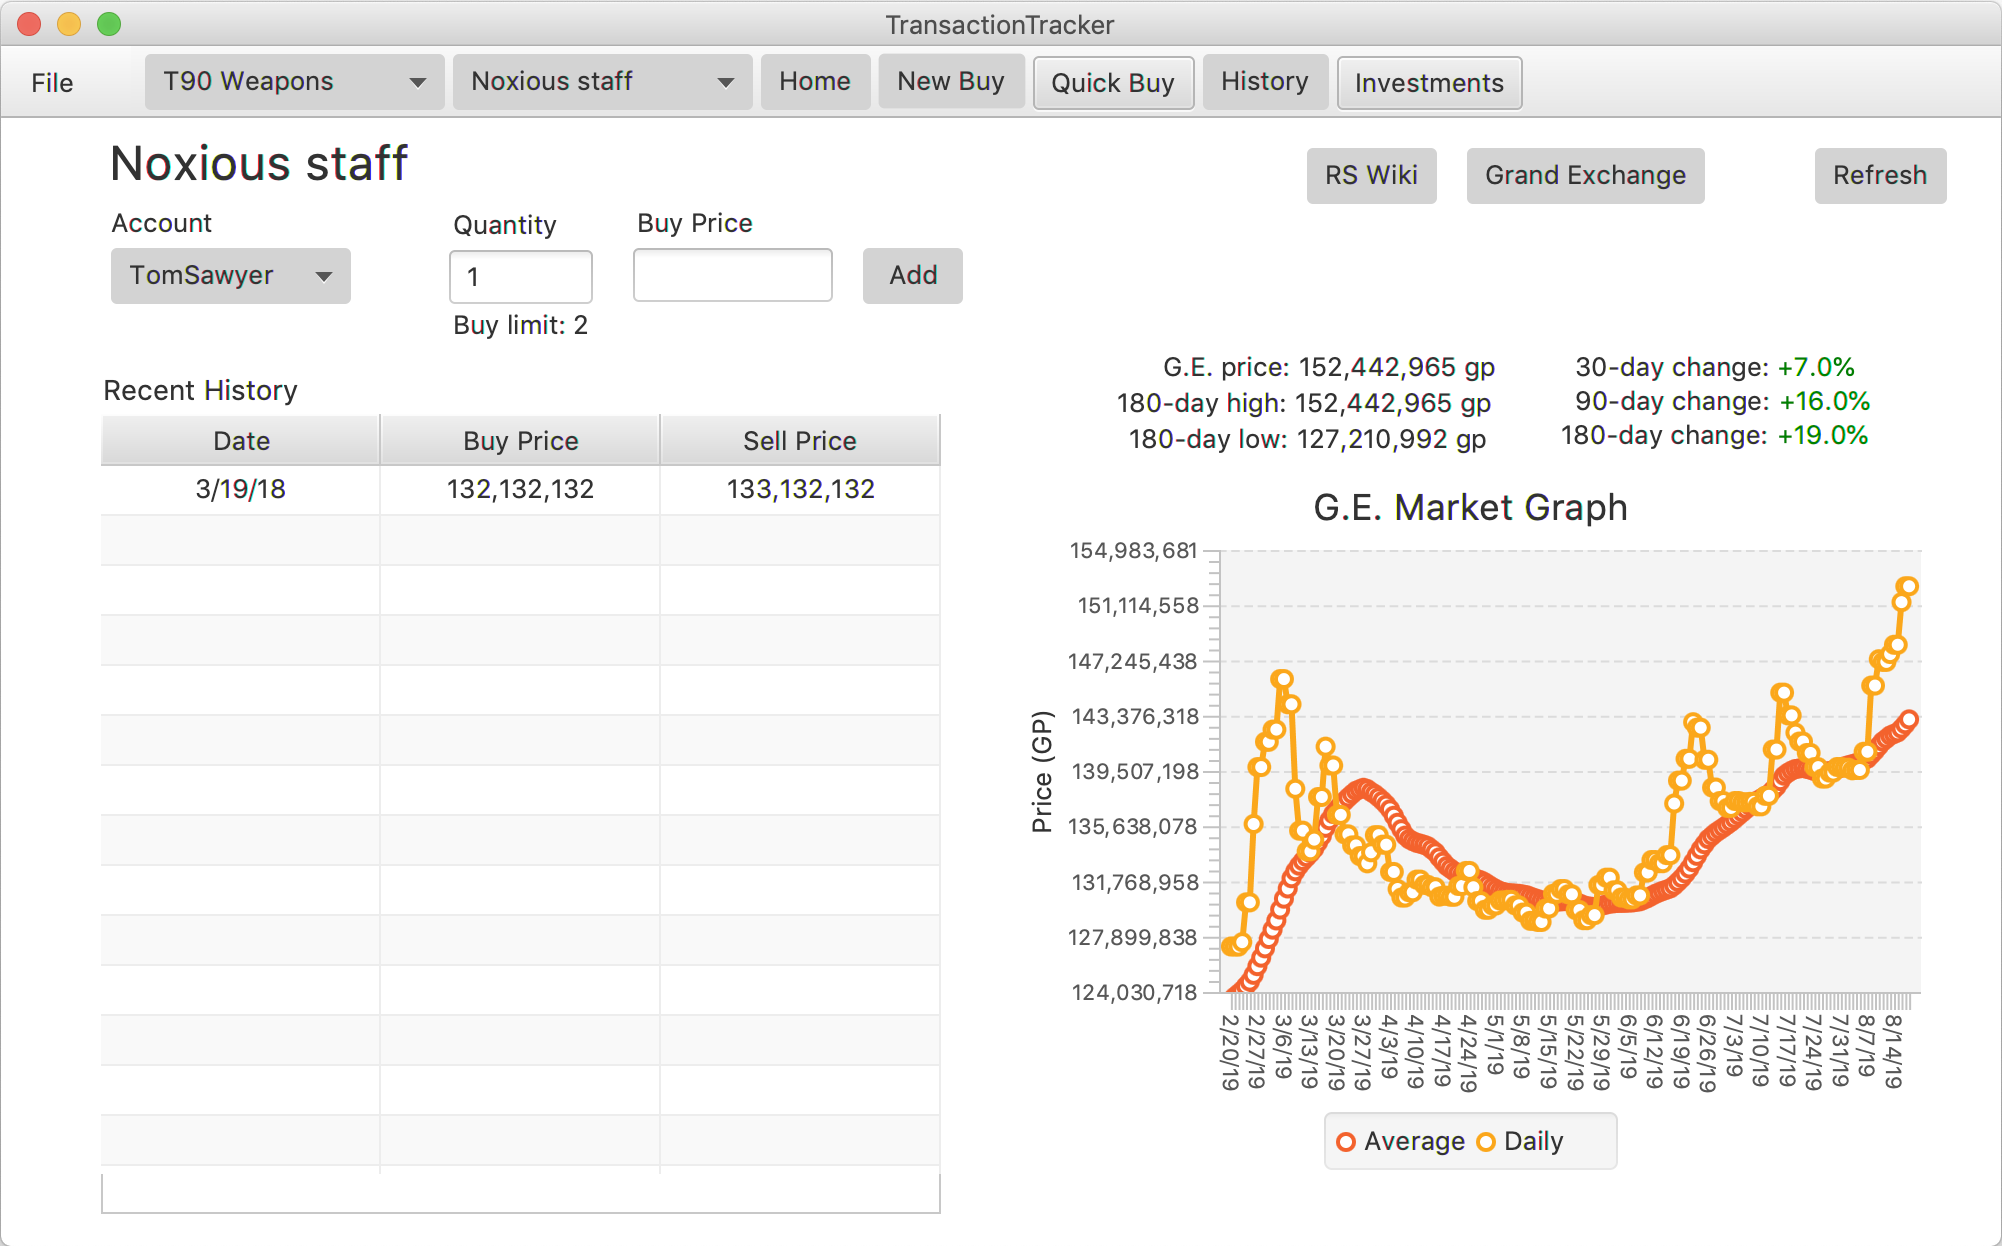 TransactionTracker
File T90 Weapons Noxious staff Home New Buy Quick Buy History Investments
Noxious staff
RS Wiki Grand Exchange Refresh
Account Quantity Buy Price
TomSawyer 1 Add
Buy limit: 2
G.E. price: 152,442,965 gp 30-day change: +7.0%
180-day high: 152,442,965 gp 90-day change: +16.0%
180-day low: 127,210,992 gp 180-day change: +19.0%
Recent History
Date Buy Price Sell Price
3/19/18 132,132,132 133,132,132
G.E. Market Graph
Price (GP)
154,983,681
151,114,558
147,245,438
143,376,318
139,507,198
135,638,078
131,768,958
127,899,838
124,030,718
2/20/19 2/27/19 3/6/19 3/13/19 3/20/19 3/27/19 4/3/19 4/10/19 4/17/19 4/24/19 5/1/19 5/8/19 5/15/19 5/22/19 5/29/19 6/5/19 6/12/19 6/19/19 6/26/19 7/3/19 7/10/19 7/17/19 7/24/19 7/31/19 8/7/19 8/14/19
Average Daily